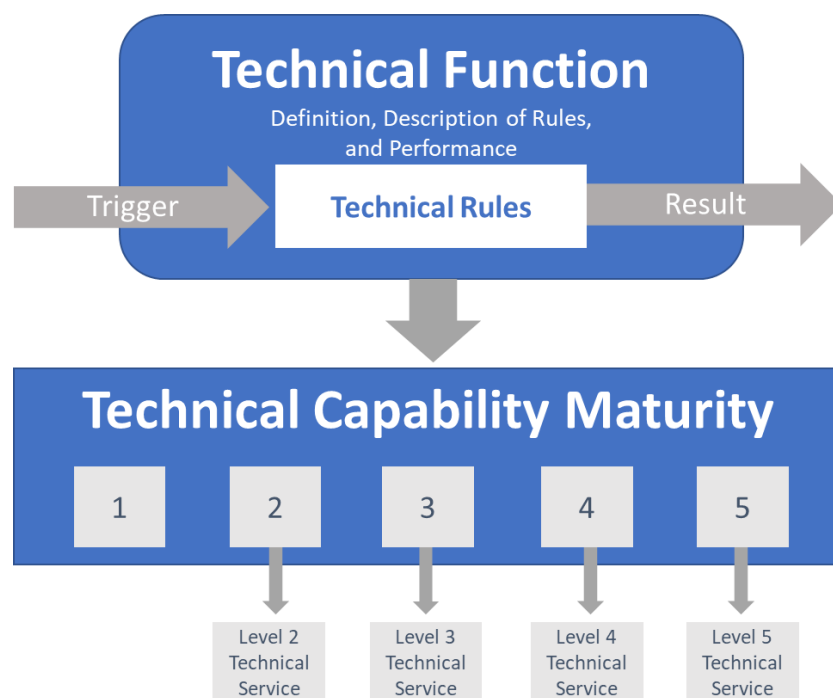 Technical Function
Definition, Description of Rules,
and Performance
Trigger
Technical Rules
Result
Technical Capability Maturity
1
2
3
4
5
Level 2
Technical
Service
Level 3
Technical
Service
Level 4
Technical
Service
Level 5
Technical
Service